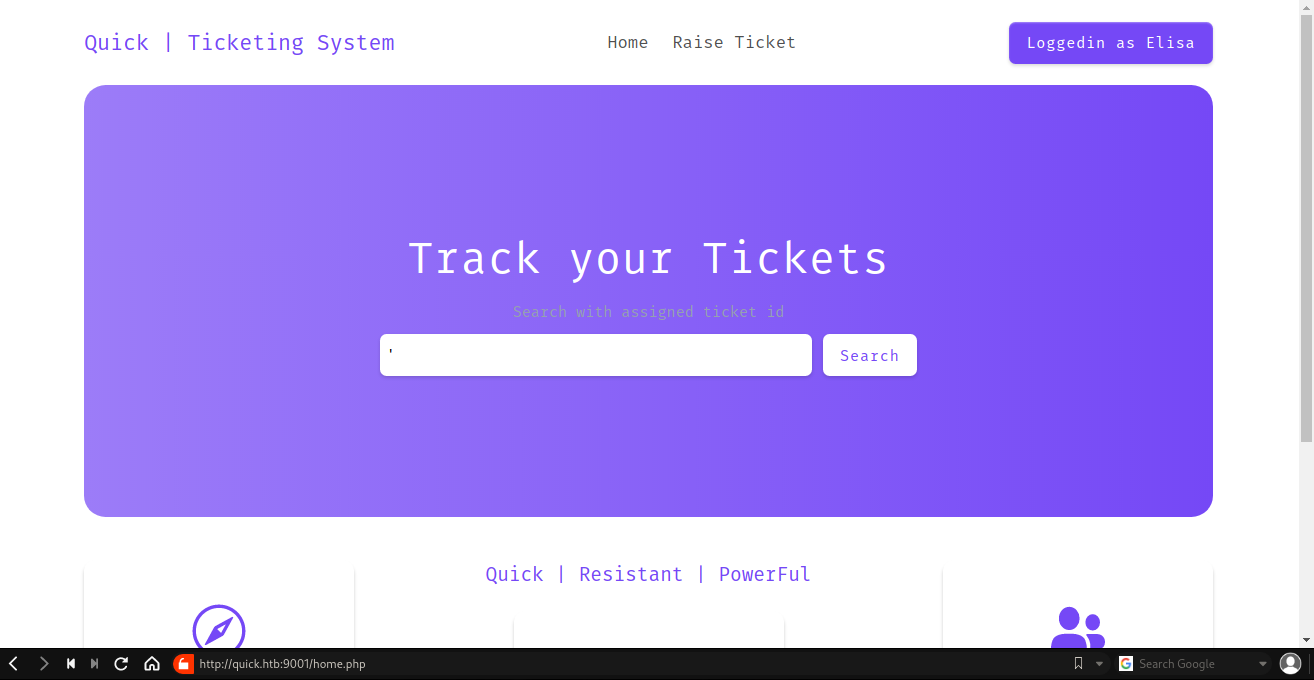 Quick | Ticketing System
Home
Raise Ticket
Loggedin as Elisa
Track your Tickets
Search with assigned ticket id
'
Search
Quick | Resistant | PowerFul
http://quick.htb:9001/home.php
Search Google